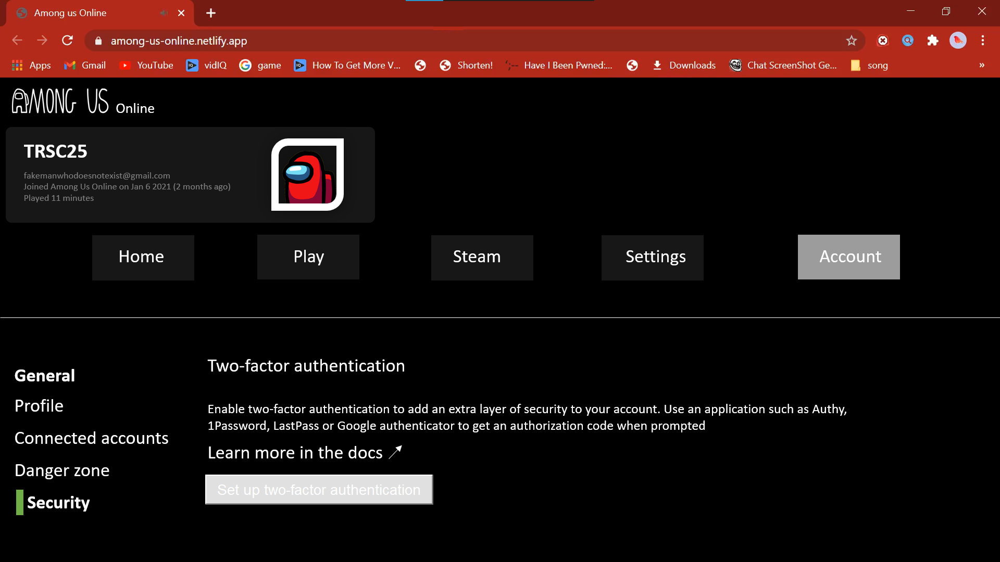 Among us Online
among-us-online.netlify.app
Apps Gmail YouTube vidIQ game How To Get More V... Shorten! Have I Been Pwned:... Downloads Chat ScreenShot Ge... song »
AMONG US Online
TRSC25
fakemanwhodoesnotexist@gmail.com
Joined Among Us Online on Jan 6 2021 (2 months ago)
Played 11 minutes
Home Play Steam Settings Account
General
Profile
Connected accounts
Danger zone
Security
Two-factor authentication
Enable two-factor authentication to add an extra layer of security to your account. Use an application such as Authy,
1Password, LastPass or Google authenticator to get an authorization code when prompted
Learn more in the docs
Set up two-factor authentication